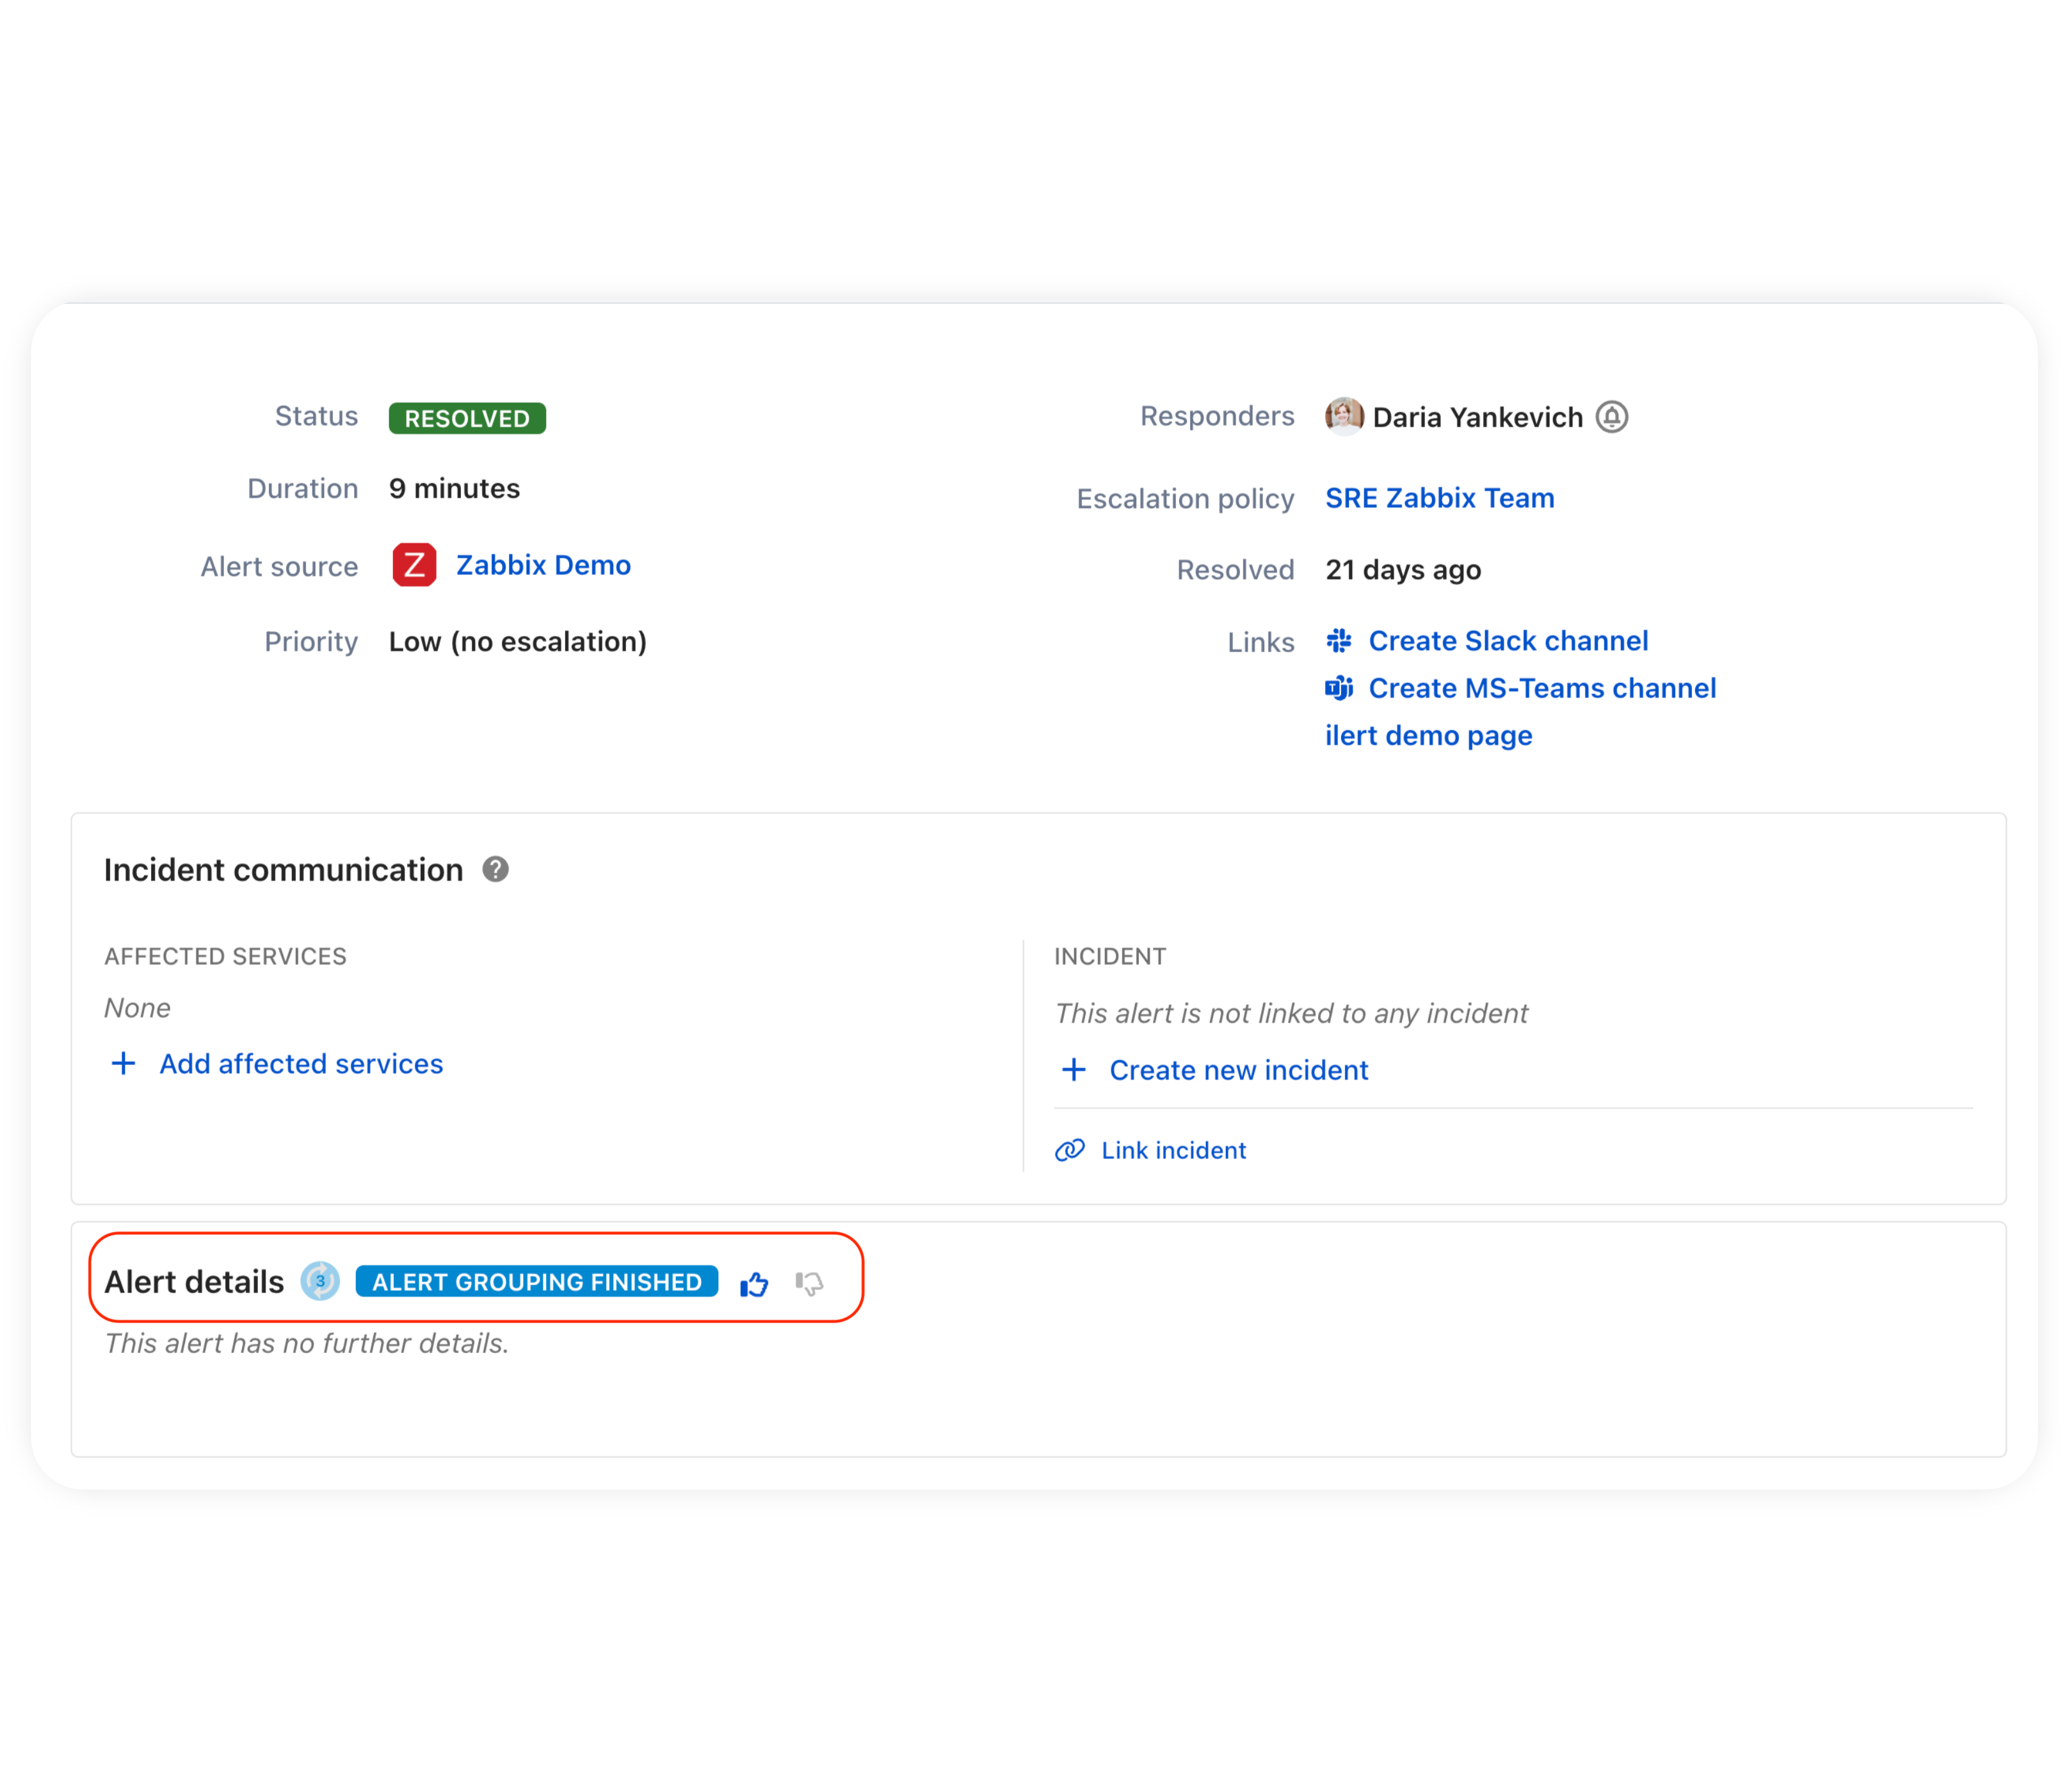 Status RESOLVED
Duration 9 minutes
Alert source Z Zabbix Demo
Priority Low (no escalation)
Responders Daria Yankevich
Escalation policy SRE Zabbix Team
Resolved 21 days ago
Links Create Slack channel
Create MS-Teams channel
ilert demo page
Incident communication ?
AFFECTED SERVICES
None
+ Add affected services
INCIDENT
This alert is not linked to any incident
+ Create new incident
Link incident
Alert details 3 ALERT GROUPING FINISHED
This alert has no further details.